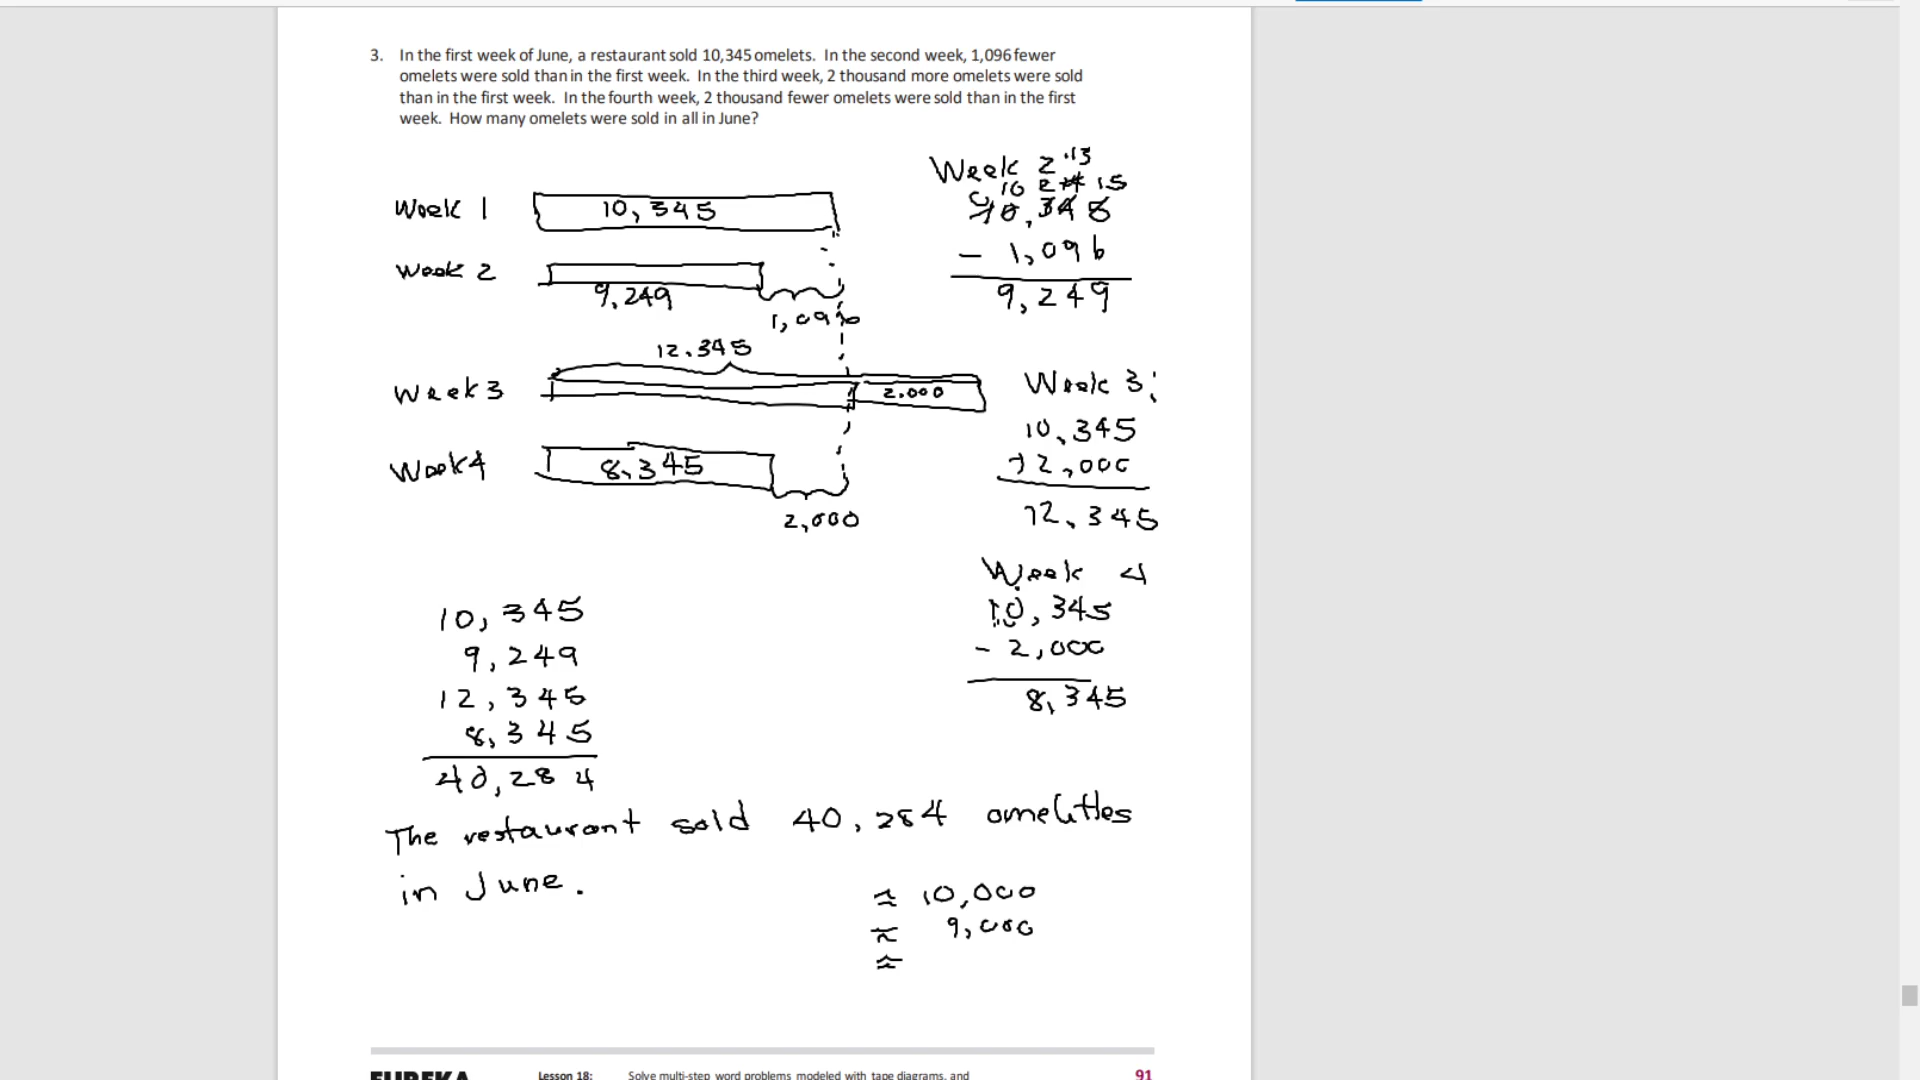 3. In the first week of June, a restaurant sold 10,345 omelets. In the second week, 1,096 fewer
omelets were sold than in the first week. In the third week, 2 thousand more omelets were sold
than in the first week. In the fourth week, 2 thousand fewer omelets were sold than in the first
week. How many omelets were sold in all in June?
Week 1 10,345
Week 2
9,249
1,096
12,345
Week 3 2,000
Week 4 8,345
2,000
Week 2
13
10 2 14 15
9 10,345
- 1,096
9,249
Week 3:
10,345
+2,000
12,345
Week 4
10,345
- 2,000
8,345
10,345
9,249
12,345
8,345
40,284
The restaurant sold 40,284 omelettes
in June.
≈ 10,000
≈ 9,000
≈
EUREKA
Lesson 18: Solve multi-step word problems modeled with tape diagrams, and
91